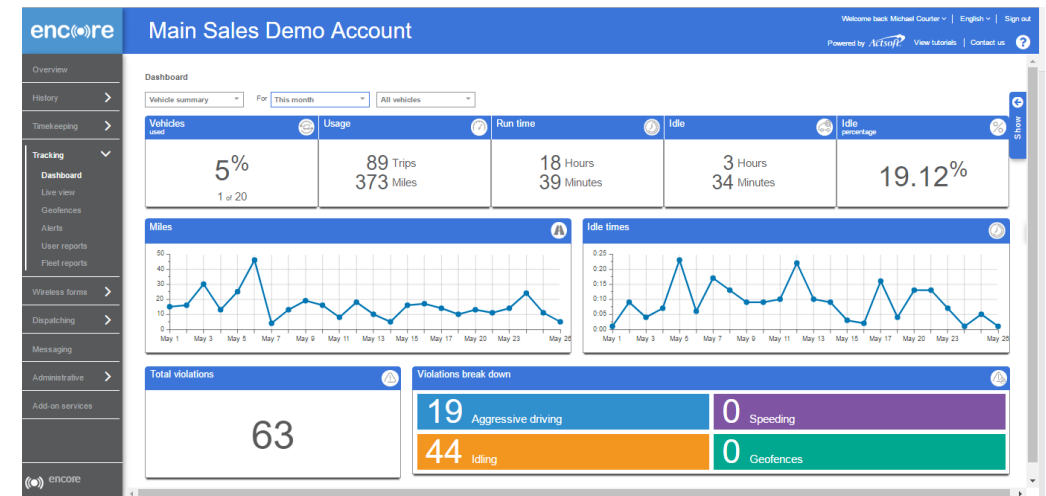 enc((•))re
Main Sales Demo Account
Welcome back Michael Courter | English | Sign out
Powered by Actsoft View tutorials | Contact us ?
Overview
History
Timekeeping
Tracking
Dashboard
Live view
Geofences
Alerts
User reports
Fleet reports
Wireless forms
Dispatching
Messaging
Administrative
Add-on services
((•)) encore
Dashboard
Vehicle summary For This month All vehicles
Show
Vehicles
used
5%
1 of 20
Usage
89 Trips
373 Miles
Run time
18 Hours
39 Minutes
Idle
3 Hours
34 Minutes
Idle
percentage
%
19.12%
Miles
50
40
30
20
10
0
May 1 May 3 May 5 May 7 May 9 May 11 May 13 May 15 May 17 May 20 May 23 May 26
Idle times
0:25
0:20
0:15
0:10
0:05
0:00
May 1 May 3 May 5 May 7 May 9 May 11 May 13 May 15 May 17 May 20 May 23 May 26
Total violations
63
Violations break down
19 Aggressive driving
0 Speeding
44 Idling
0 Geofences